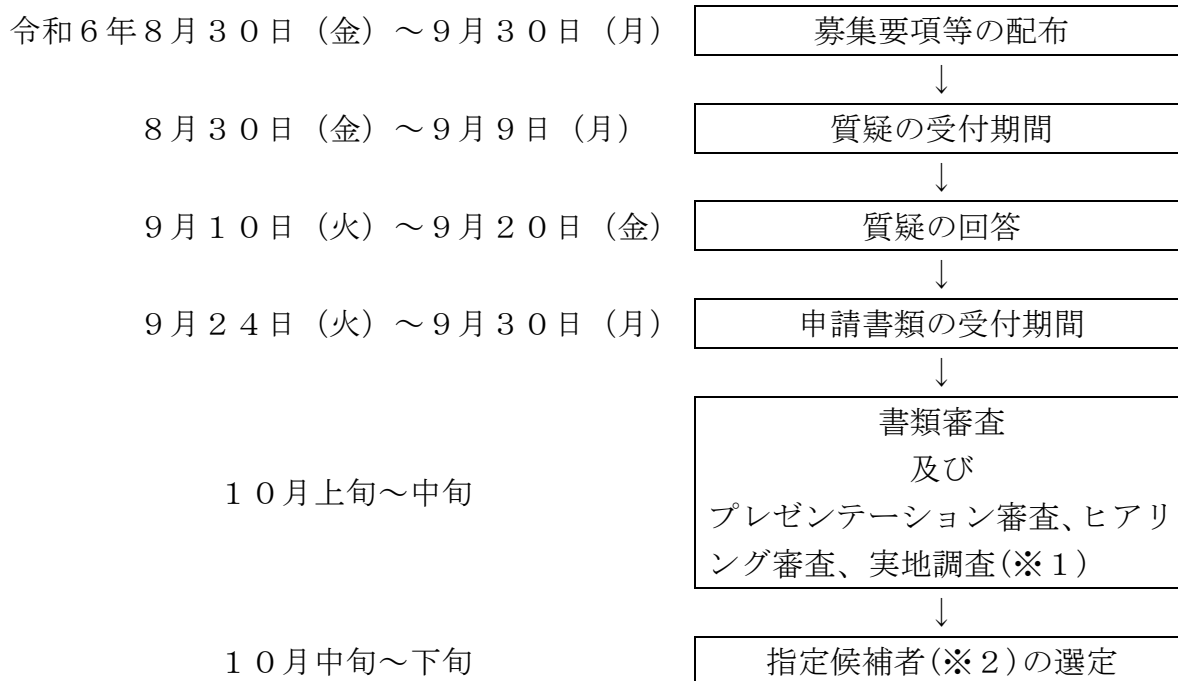 令和６年８月３０日（金）～９月３０日（月） 募集要項等の配布
↓
８月３０日（金）～９月９日（月） 質疑の受付期間
↓
９月１０日（火）～９月２０日（金） 質疑の回答
↓
９月２４日（火）～９月３０日（月） 申請書類の受付期間
↓
書類審査
及び
１０月上旬～中旬
プレゼンテーション審査、ヒアリ
ング審査、実地調査(※１)
↓
１０月中旬～下旬 指定候補者(※２)の選定